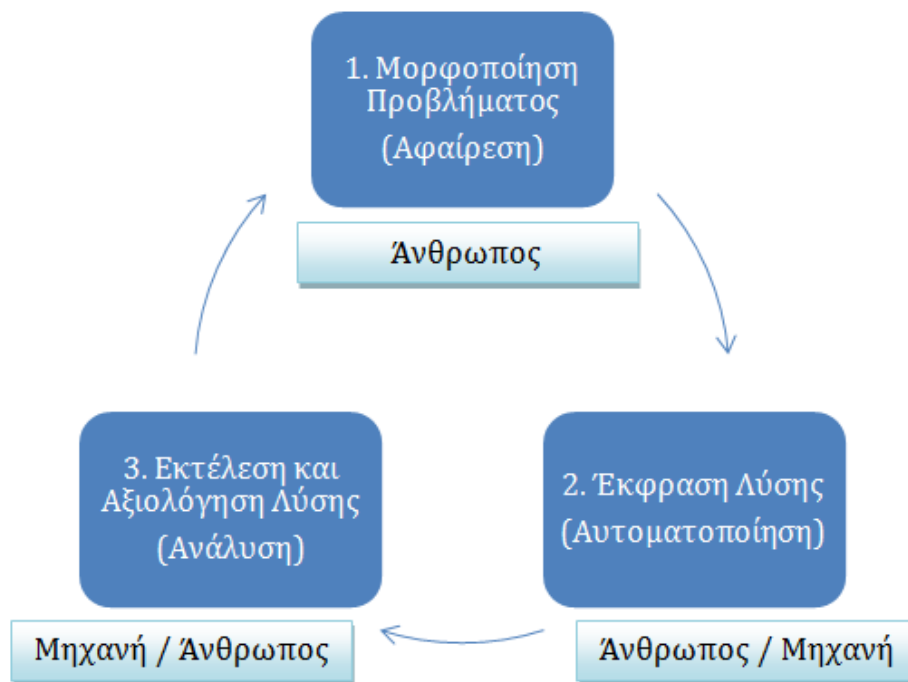 1. Μορφοποίηση
Προβλήματος
(Αφαίρεση)
Άνθρωπος
2. Έκφραση Λύσης
(Αυτοματοποίηση)
Άνθρωπος / Μηχανή
3. Εκτέλεση και
Αξιολόγηση Λύσης
(Ανάλυση)
Μηχανή / Άνθρωπος